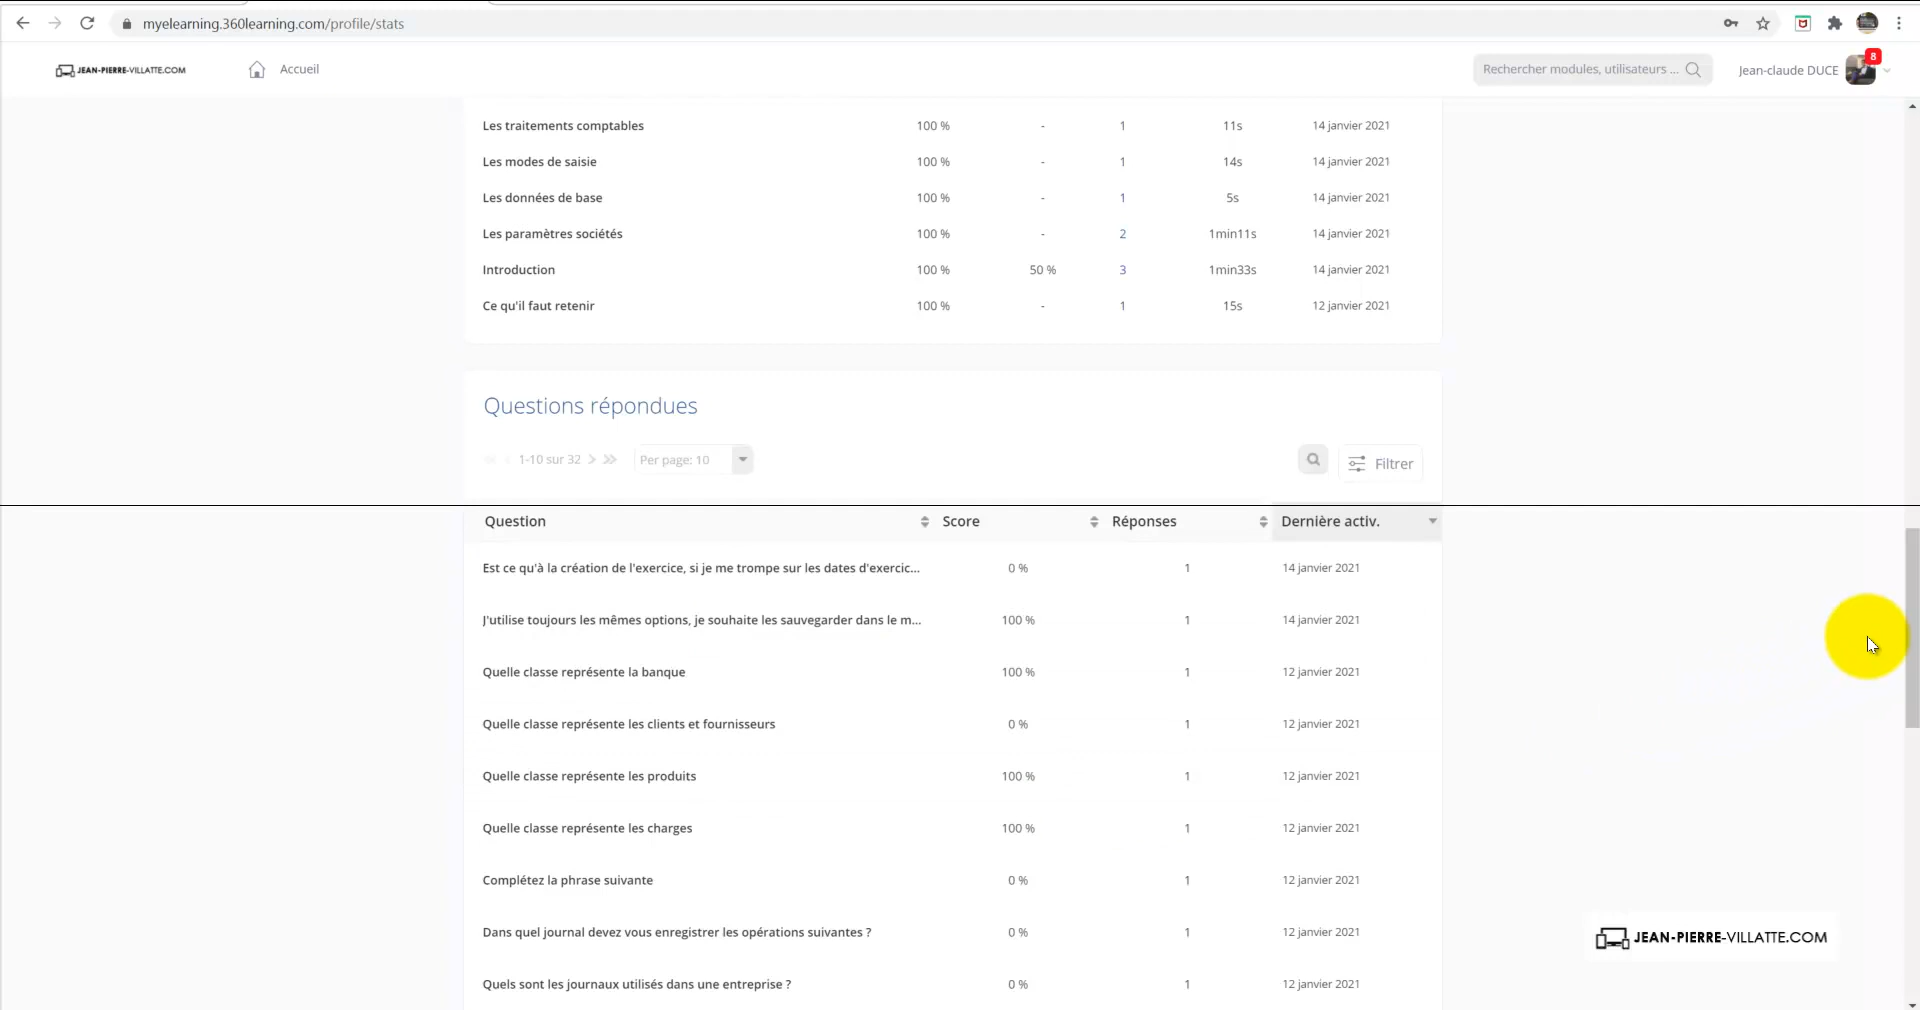 myelearning.360learning.com/profile/stats
JEAN-PIERRE-VILLATTE.COM Accueil Rechercher modules, utilisateurs ... Jean-claude DUCE 8
Les traitements comptables 100 % - 1 11s 14 janvier 2021
Les modes de saisie 100 % - 1 14s 14 janvier 2021
Les données de base 100 % - 1 5s 14 janvier 2021
Les paramètres sociétés 100 % - 2 1min11s 14 janvier 2021
Introduction 100 % 50 % 3 1min33s 14 janvier 2021
Ce qu'il faut retenir 100 % - 1 15s 12 janvier 2021
Questions répondues
1-10 sur 32 Per page: 10 Filtrer
Question Score Réponses Dernière activ.
Est ce qu'à la création de l'exercice, si je me trompe sur les dates d'exercic... 0 % 1 14 janvier 2021
J'utilise toujours les mêmes options, je souhaite les sauvegarder dans le m... 100 % 1 14 janvier 2021
Quelle classe représente la banque 100 % 1 12 janvier 2021
Quelle classe représente les clients et fournisseurs 0 % 1 12 janvier 2021
Quelle classe représente les produits 100 % 1 12 janvier 2021
Quelle classe représente les charges 100 % 1 12 janvier 2021
Complétez la phrase suivante 0 % 1 12 janvier 2021
Dans quel journal devez vous enregistrer les opérations suivantes ? 0 % 1 12 janvier 2021
JEAN-PIERRE-VILLATTE.COM
Quels sont les journaux utilisés dans une entreprise ? 0 % 1 12 janvier 2021